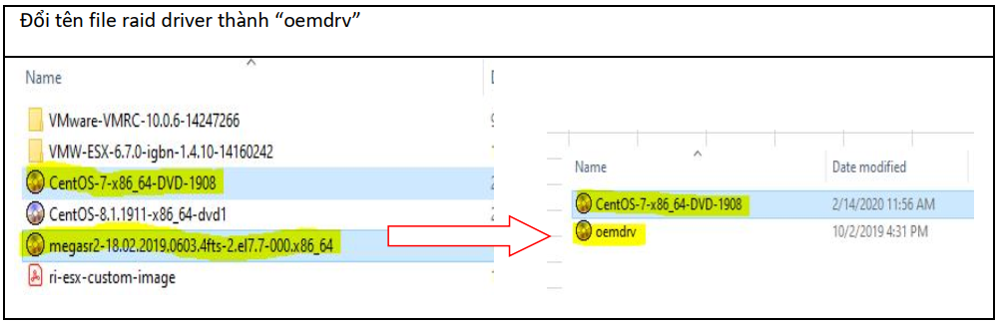 Đổi tên file raid driver thành “oemdrv”
Name
VMware-VMRC-10.0.6-14247266
VMW-ESX-6.7.0-igbn-1.4.10-14160242
CentOS-7-x86_64-DVD-1908
CentOS-8.1.1911-x86_64-dvd1
megasr2-18.02.2019.0603.4fts-2.el7.7-000.x86_64
ri-esx-custom-image
Name Date modified
CentOS-7-x86_64-DVD-1908 2/14/2020 11:56 AM
oemdrv 10/2/2019 4:31 PM